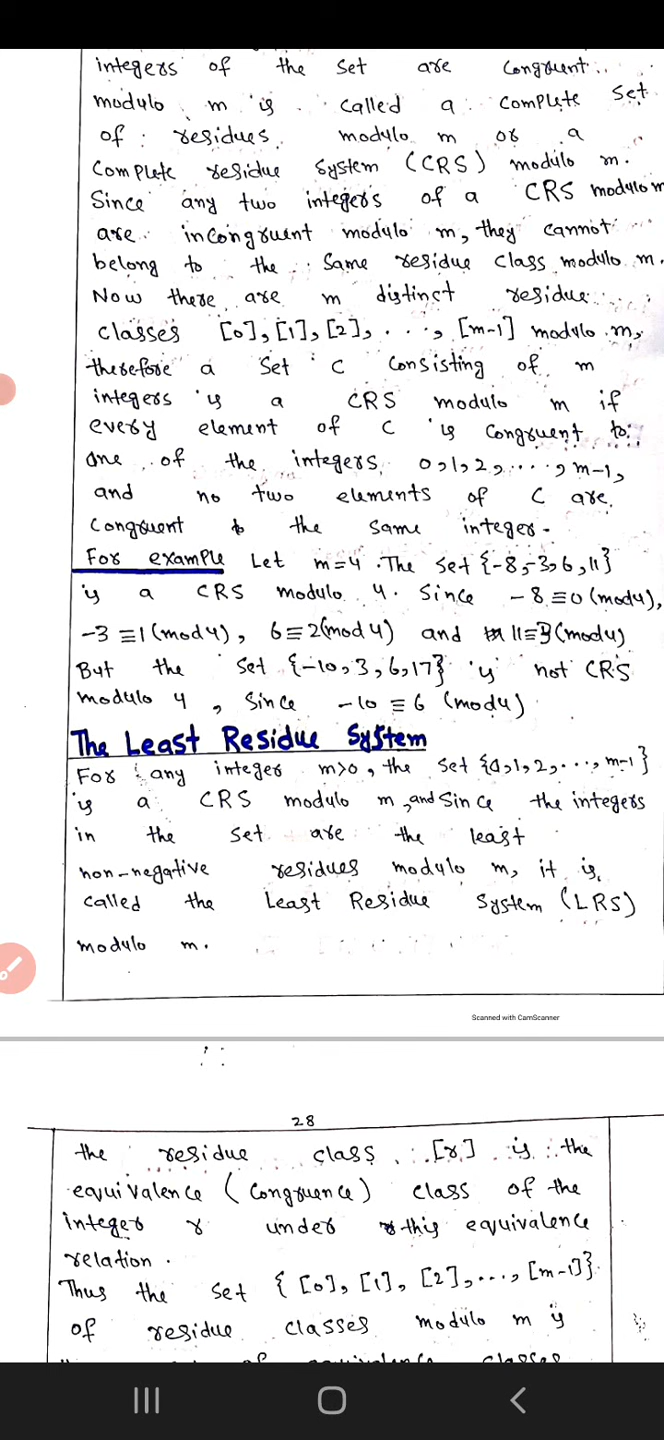 integers of the set are congruent..
modulo m is called a complete set
of residues modulo m or a
complete residue system (CRS) modulo m.
Since any two integers of a CRS modulo m
are incongruent modulo m, they cannot
belong to the same residue class modulo m.
Now there are m distinct residue
classes [0], [1], [2], . . ., [m-1] modulo m,
therefore a set C consisting of m
integers is a CRS modulo m if
every element of C is congruent to
one of the integers 0,1,2,....,m-1,
and no two elements of C are
congruent to the same integer.
For example Let m=4. The set {-8,-3,6,11}
is a CRS modulo 4. Since -8≡0(mod4),
-3≡1(mod4), 6≡2(mod4) and 11≡3(mod4)
But the set {-10,3,6,17} is not CRS
modulo 4, since -10≡6 (mod4)
The Least Residue System
For any integer m>0, the set {0,1,2,...,m-1}
is a CRS modulo m, and since the integers
in the set are the least
non-negative residues modulo m, it is
called the Least Residue System (LRS)
modulo m.
Scanned with CamScanner
28
the residue class [r] is the
equivalence (congruence) class of the
integer r under this equivalence
relation.
Thus the set {[0], [1], [2],...,[m-1]}
of residue classes modulo m is
of equivalence classes